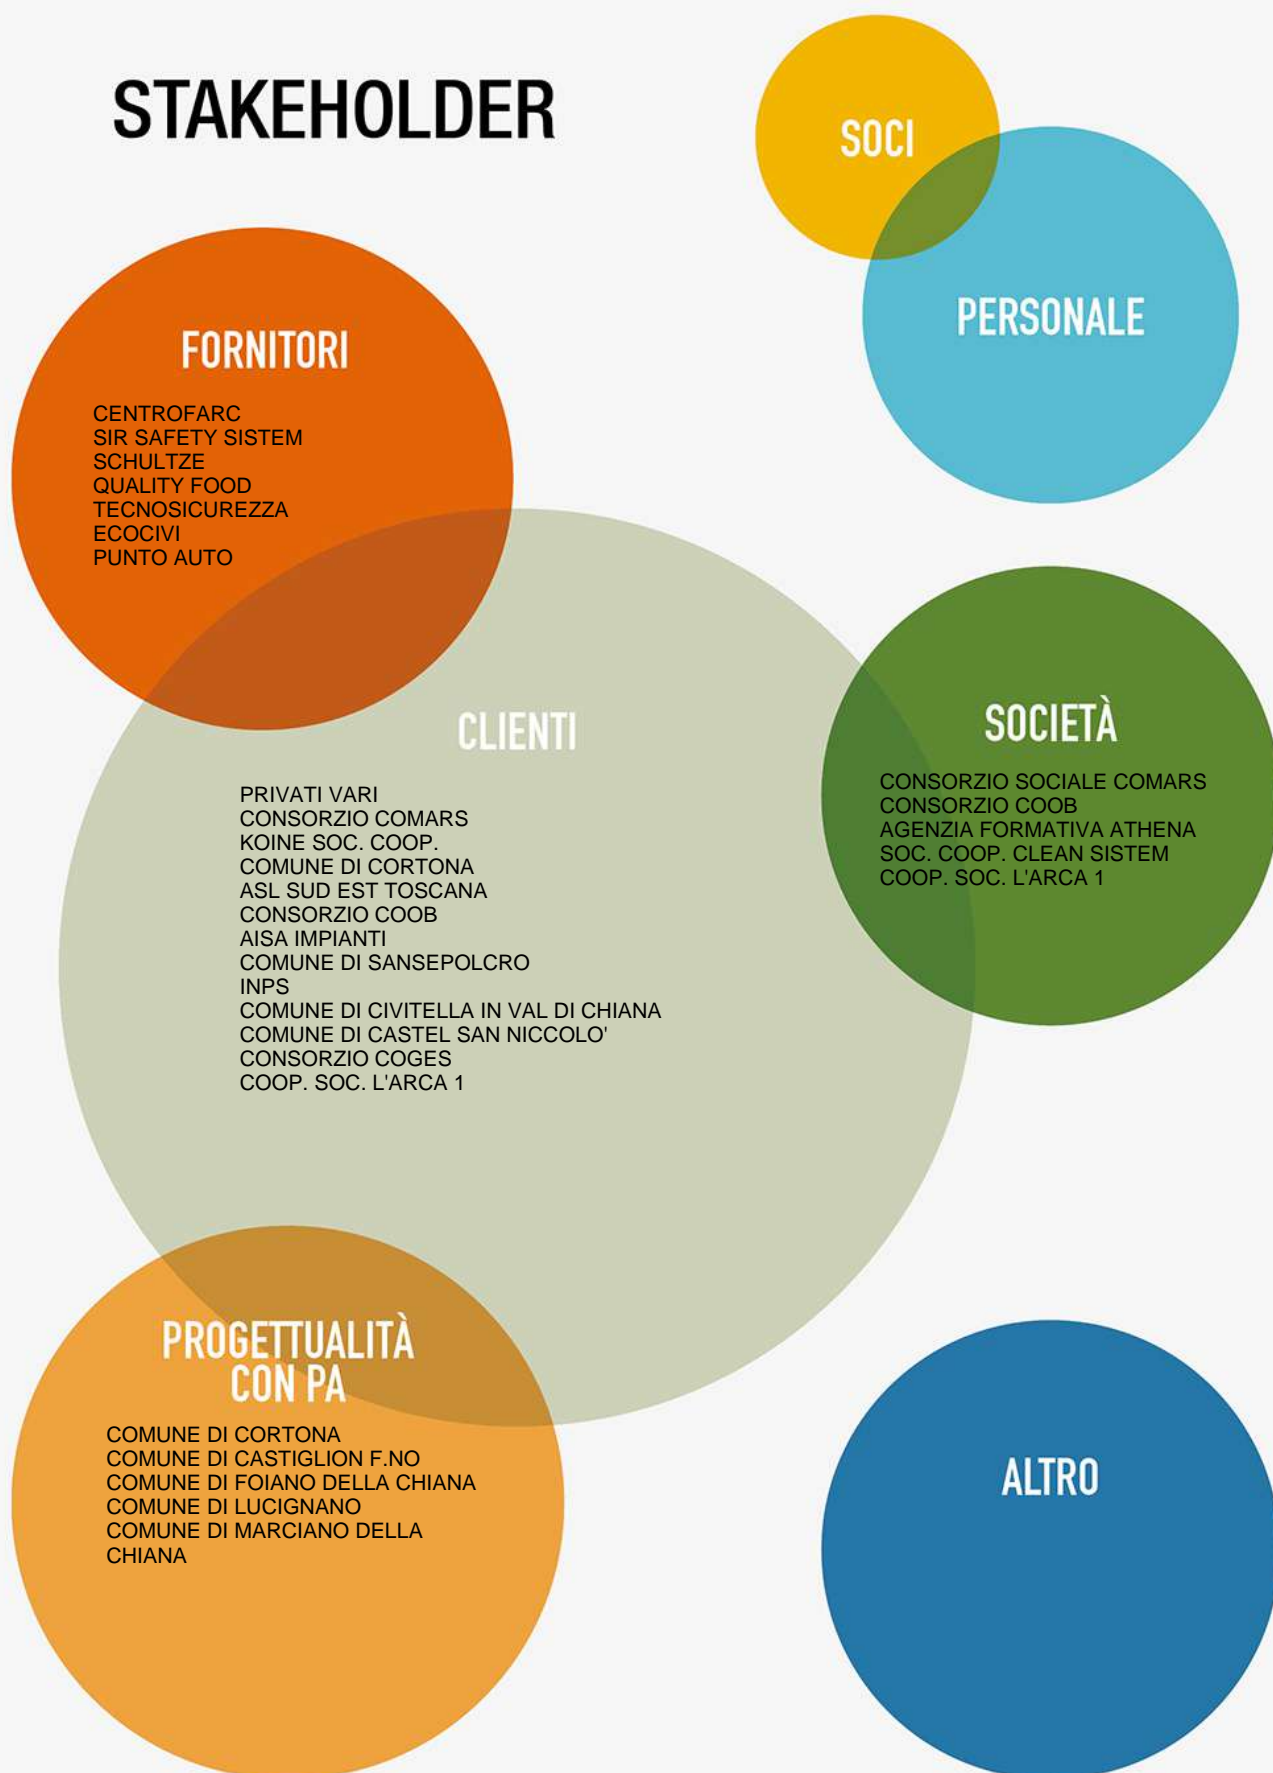 STAKEHOLDER
SOCI
PERSONALE
FORNITORI
CENTROFARC
SIR SAFETY SISTEM
SCHULTZE
QUALITY FOOD
TECNOSICUREZZA
ECOCIVI
PUNTO AUTO
CLIENTI
PRIVATI VARI
CONSORZIO COMARS
KOINE SOC. COOP.
COMUNE DI CORTONA
ASL SUD EST TOSCANA
CONSORZIO COOB
AISA IMPIANTI
COMUNE DI SANSEPOLCRO
INPS
COMUNE DI CIVITELLA IN VAL DI CHIANA
COMUNE DI CASTEL SAN NICCOLO'
CONSORZIO COGES
COOP. SOC. L'ARCA 1
SOCIETÀ
CONSORZIO SOCIALE COMARS
CONSORZIO COOB
AGENZIA FORMATIVA ATHENA
SOC. COOP. CLEAN SISTEM
COOP. SOC. L'ARCA 1
PROGETTUALITÀ
CON PA
COMUNE DI CORTONA
COMUNE DI CASTIGLION F.NO
COMUNE DI FOIANO DELLA CHIANA
COMUNE DI LUCIGNANO
COMUNE DI MARCIANO DELLA
CHIANA
ALTRO